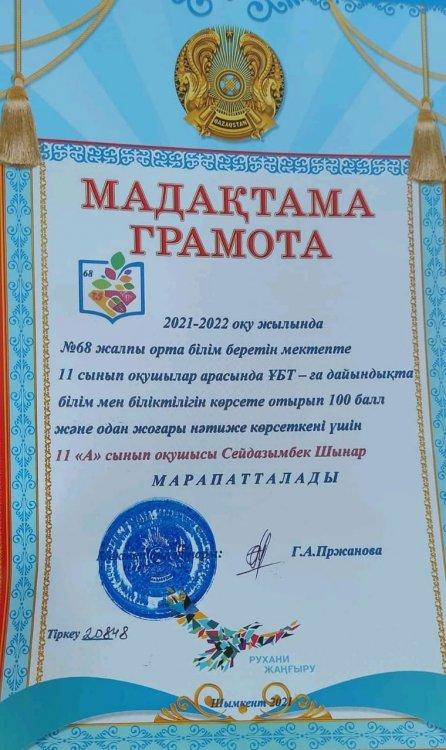 QAZAQSTAN
МАДАҚТАМА
ГРАМОТА
68
2021-2022 оқу жылында
№68 жалпы орта білім беретін мектепте
11 сынып оқушылар арасында ҰБТ – ға дайындықта
білім мен біліктілігін көрсете отырып 100 балл
және одан жоғары нәтиже көрсеткені үшін
11 «А» сынып оқушысы Сейдазымбек Шынар
МАРАПАТТАЛАДЫ
Г.А.Пржанова
Тіркеу 20848
РУХАНИ
ЖАҢҒЫРУ
Шымкент 2021